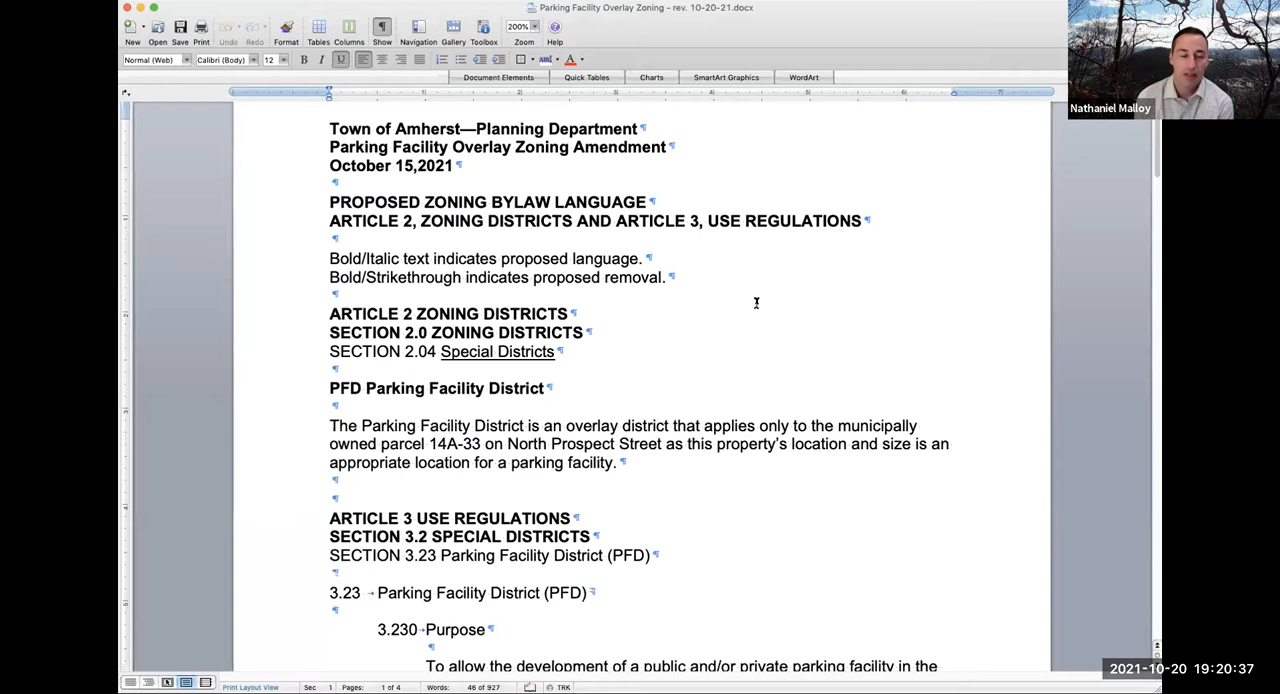 Parking Facility Overlay Zoning - rev. 10-20-21.docx
New Open Save Print Undo Redo Format Tables Columns Show Navigation Gallery Toolbox Zoom Help
200%
Normal (Web) Calibri (Body) 12 B I U
Document Elements Quick Tables Charts SmartArt Graphics WordArt
Nathaniel Malloy
Town of Amherst—Planning Department
Parking Facility Overlay Zoning Amendment
October 15,2021
PROPOSED ZONING BYLAW LANGUAGE
ARTICLE 2, ZONING DISTRICTS AND ARTICLE 3, USE REGULATIONS
Bold/Italic text indicates proposed language.
Bold/Strikethrough indicates proposed removal.
ARTICLE 2 ZONING DISTRICTS
SECTION 2.0 ZONING DISTRICTS
SECTION 2.04 Special Districts
PFD Parking Facility District
The Parking Facility District is an overlay district that applies only to the municipally
owned parcel 14A-33 on North Prospect Street as this property's location and size is an
appropriate location for a parking facility.
ARTICLE 3 USE REGULATIONS
SECTION 3.2 SPECIAL DISTRICTS
SECTION 3.23 Parking Facility District (PFD)
3.23 Parking Facility District (PFD)
3.230 Purpose
To allow the development of a public and/or private parking facility in the
Print Layout View Sec 1 Pages: 1 of 4 Words: 46 of 927 TRK
2021-10-20 19:20:37